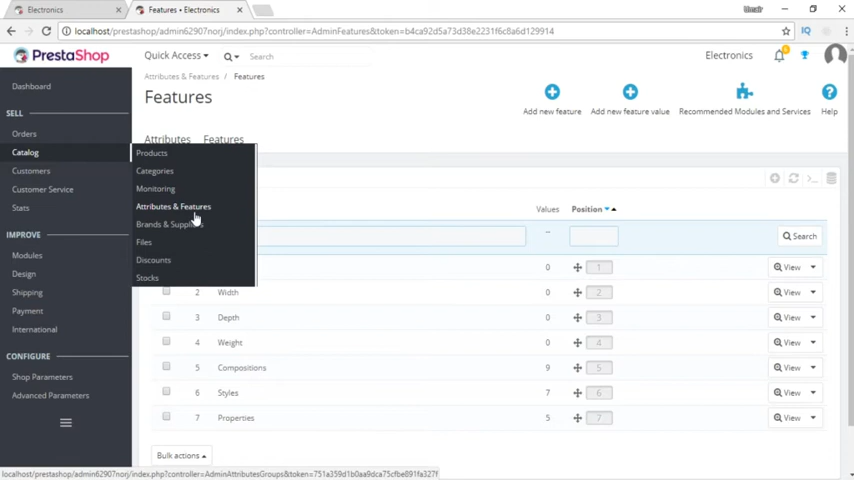 Electronics
Features • Electronics
Umair
localhost/prestashop/admin62907norj/index.php?controller=AdminFeatures&token=b4ca92d5a73d38e2231f6c8a6d129914
PrestaShop
Quick Access
Search
Electronics
Attributes & Features / Features
Features
Add new feature
Add new feature value
Recommended Modules and Services
Help
Attributes
Features
Dashboard
SELL
Orders
Catalog
Customers
Customer Service
Stats
IMPROVE
Modules
Design
Shipping
Payment
International
CONFIGURE
Shop Parameters
Advanced Parameters
Products
Categories
Monitoring
Attributes & Features
Brands & Suppliers
Files
Discounts
Stocks
Values
Position
--
Search
0 1 View
2 Width 0 2 View
3 Depth 0 3 View
4 Weight 0 4 View
5 Compositions 9 5 View
6 Styles 7 6 View
7 Properties 5 7 View
Bulk actions
localhost/prestashop/admin62907norj/index.php?controller=AdminAttributesGroups&token=751a359d1b0aa9dca75cfbe891fa327f